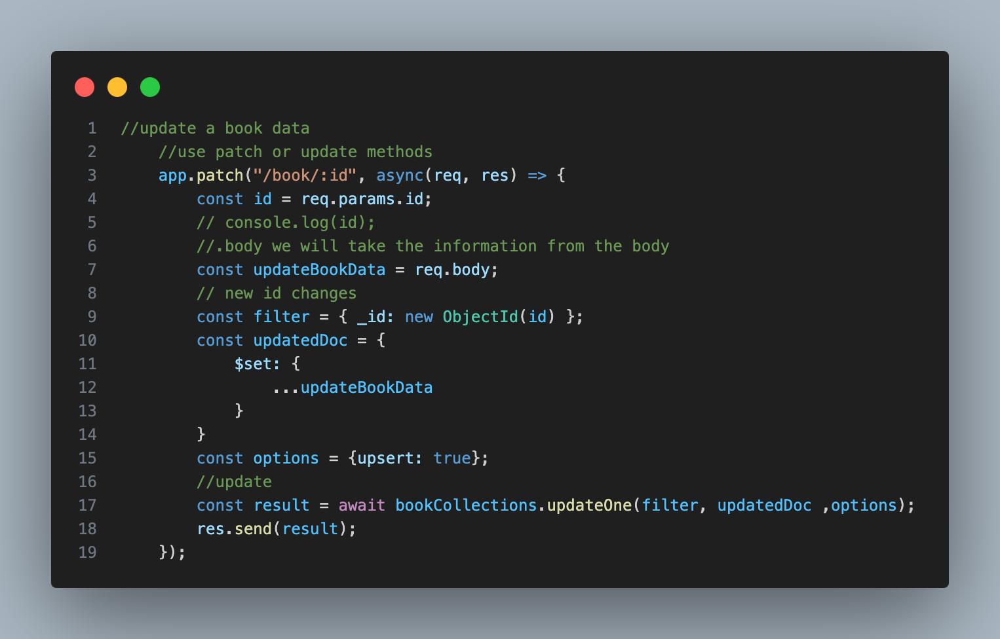 1 //update a book data
2 //use patch or update methods
3 app.patch("/book/:id", async(req, res) => {
4 const id = req.params.id;
5 // console.log(id);
6 //.body we will take the information from the body
7 const updateBookData = req.body;
8 // new id changes
9 const filter = { _id: new ObjectId(id) };
10 const updatedDoc = {
11 $set: {
12 ...updateBookData
13 }
14 }
15 const options = {upsert: true};
16 //update
17 const result = await bookCollections.updateOne(filter, updatedDoc ,options);
18 res.send(result);
19 });